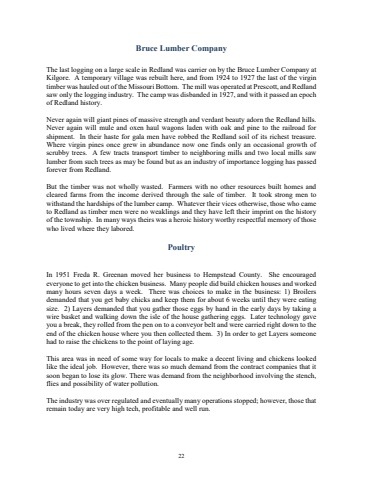 Bruce Lumber Company
The last logging on a large scale in Redland was carrier on by the Bruce Lumber Company at
Kilgore. A temporary village was rebuilt here, and from 1924 to 1927 the last of the virgin
timber was hauled out of the Missouri Bottom. The mill was operated at Prescott, and Redland
saw only the logging industry. The camp was disbanded in 1927, and with it passed an epoch
of Redland history.
Never again will giant pines of massive strength and verdant beauty adorn the Redland hills.
Never again will mule and oxen haul wagons laden with oak and pine to the railroad for
shipment. In their haste for gala men have robbed the Redland soil of its richest treasure.
Where virgin pines once grew in abundance now one finds only an occasional growth of
scrubby trees. A few tracts transport timber to neighboring mills and two local mills saw
lumber from such trees as may be found but as an industry of importance logging has passed
forever from Redland.
But the timber was not wholly wasted. Farmers with no other resources built homes and
cleared farms from the income derived through the sale of timber. It took strong men to
withstand the hardships of the lumber camp. Whatever their vices otherwise, those who came
to Redland as timber men were no weaklings and they have left their imprint on the history
of the township. In many ways theirs was a heroic history worthy respectful memory of those
who lived where they labored.
Poultry
In 1951 Freda R. Greenan moved her business to Hempstead County. She encouraged
everyone to get into the chicken business. Many people did build chicken houses and worked
many hours seven days a week. There was choices to make in the business: 1) Broilers
demanded that you get baby chicks and keep them for about 6 weeks until they were eating
size. 2) Layers demanded that you gather those eggs by hand in the early days by taking a
wire basket and walking down the isle of the house gathering eggs. Later technology gave
you a break, they rolled from the pen on to a conveyor belt and were carried right down to the
end of the chicken house where you then collected them. 3) In order to get Layers someone
had to raise the chickens to the point of laying age.
This area was in need of some way for locals to make a decent living and chickens looked
like the ideal job. However, there was so much demand from the contract companies that it
soon began to lose its glow. There was demand from the neighborhood involving the stench,
flies and possibility of water pollution.
The industry was over regulated and eventually many operations stopped; however, those that
remain today are very high tech, profitable and well run.
22